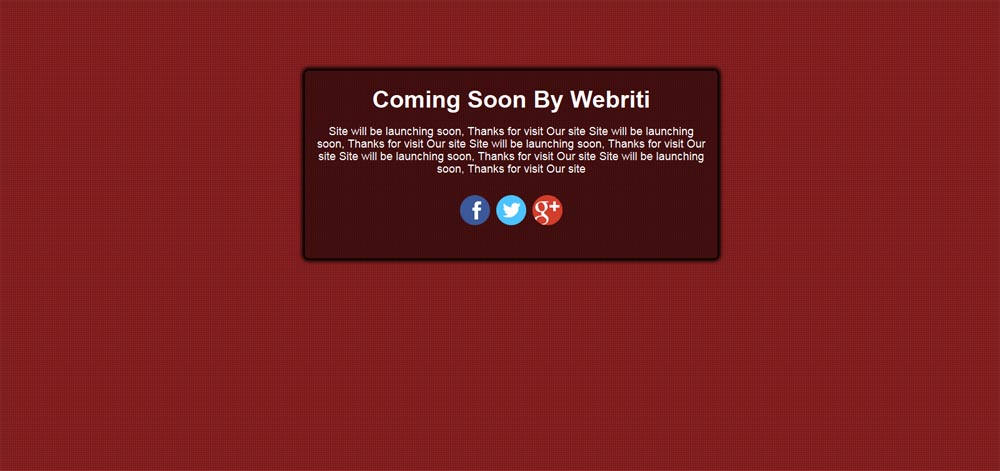 Coming Soon By Webriti
Site will be launching soon, Thanks for visit Our site Site will be launching
soon, Thanks for visit Our site Site will be launching soon, Thanks for visit Our
site Site will be launching soon, Thanks for visit Our site Site will be launching
soon, Thanks for visit Our site
f g+